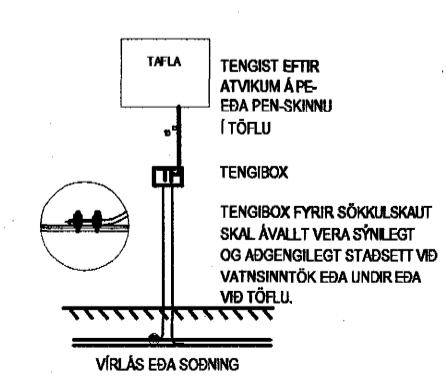 TAFLA
TENGIST EFTIR
ATVIKUM Á PE-
EÐA PEN-SKINNU
Í TÖFLU
TENGIBOX
TENGIBOX FYRIR SÖKKULSKAUT
SKAL ÁVALLT VERA SÝNILEGT
OG AÐGENGILEGT STAÐSETT VIÐ
VATNSINNTÖK EÐA UNDIR EÐA
VIÐ TÖFLU.
VÍRLÁS EÐA SOÐNING